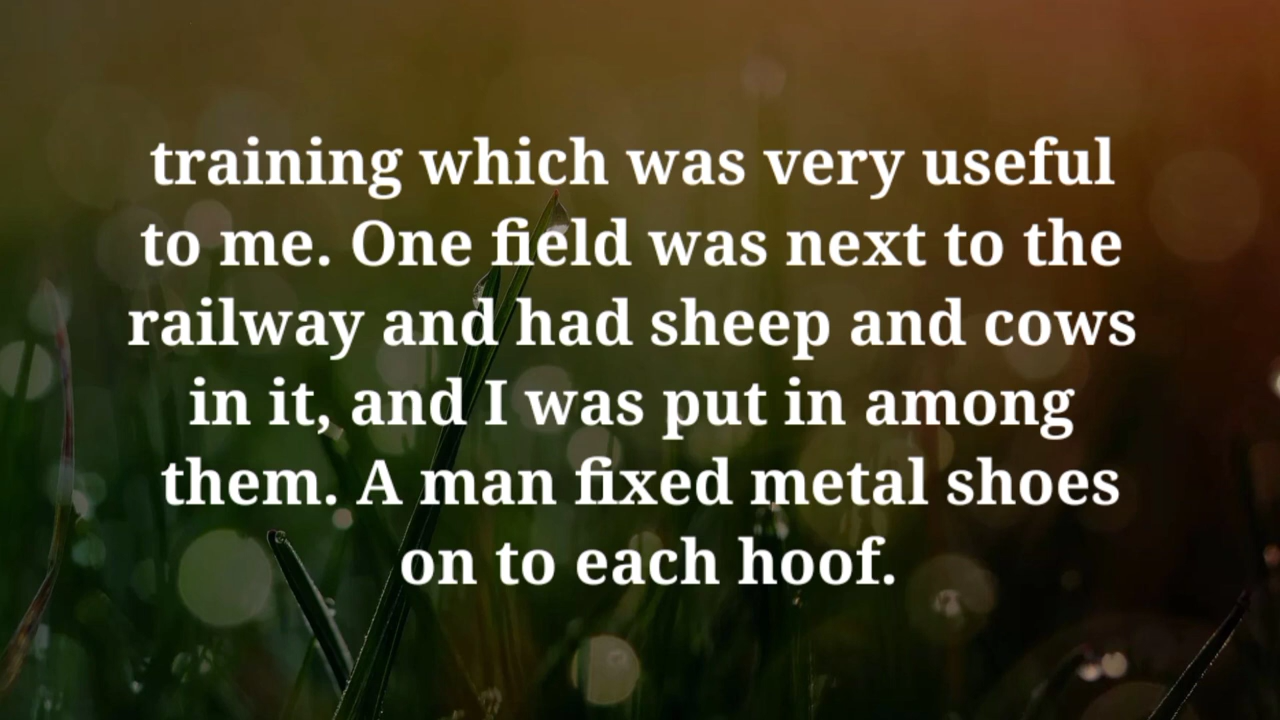 training which was very useful
to me. One field was next to the
railway and had sheep and cows
in it, and I was put in among
them. A man fixed metal shoes
on to each hoof.